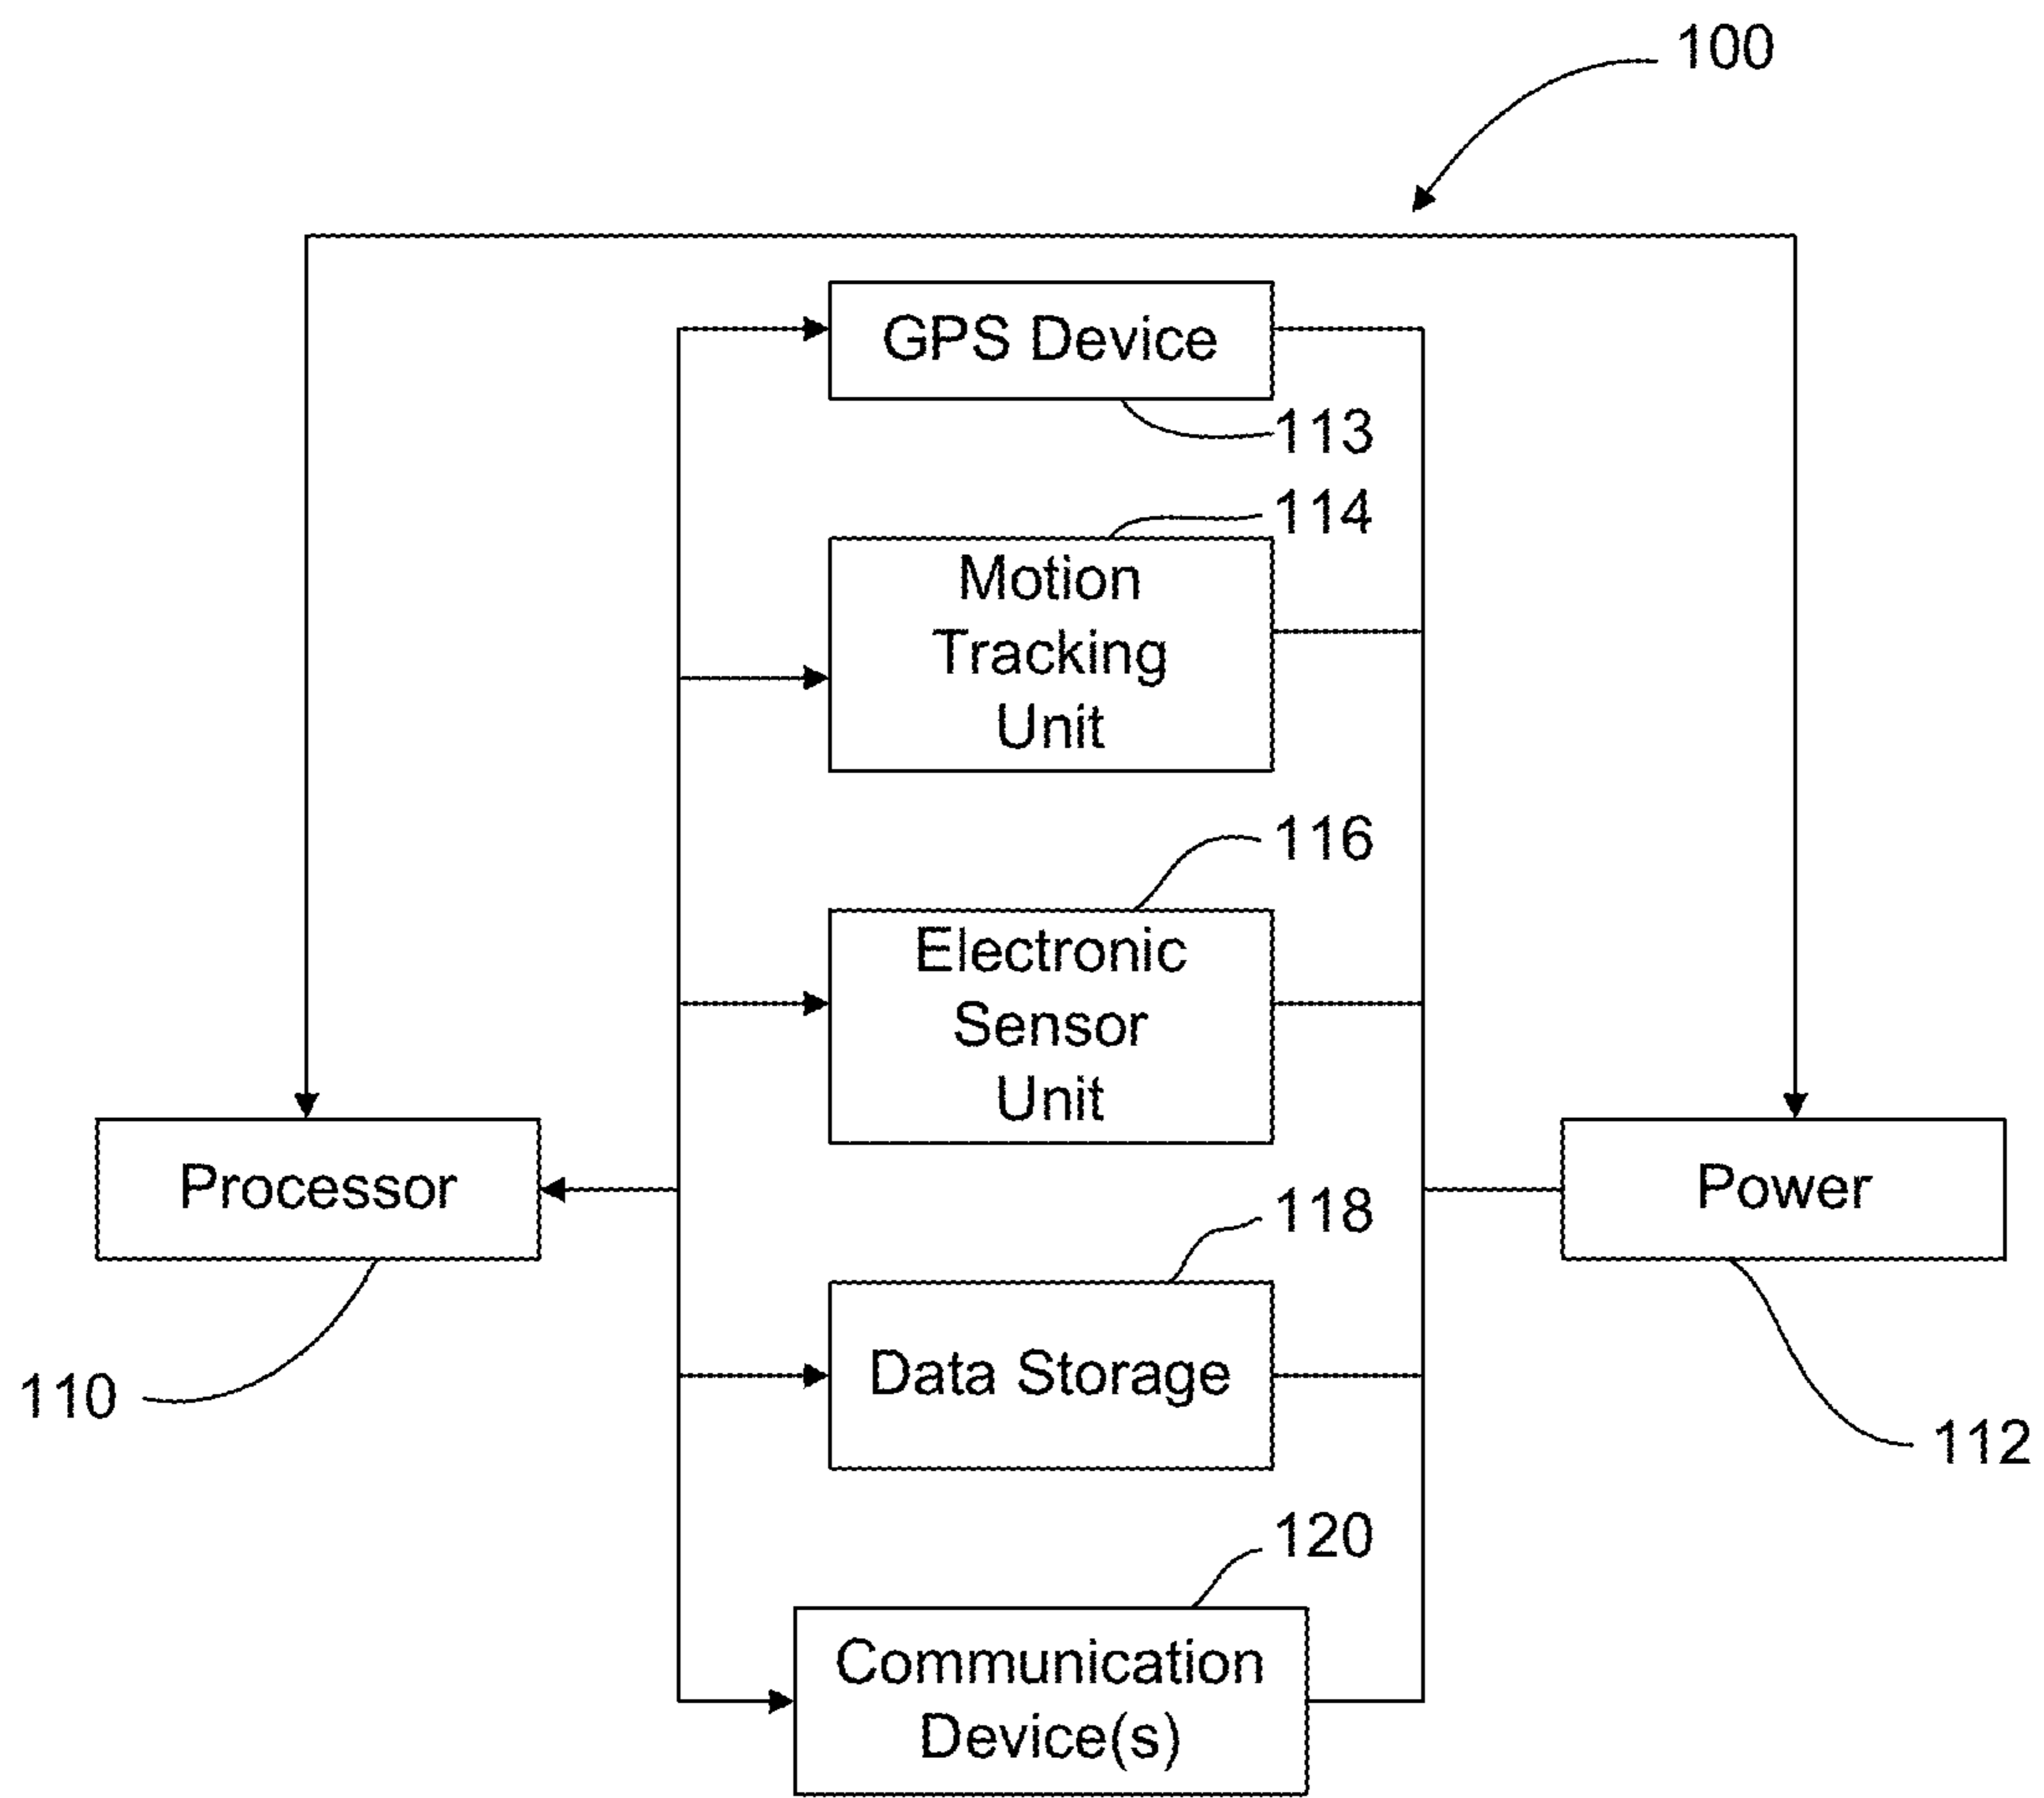 100
GPS Device
113
114
Motion
Tracking
Unit
116
Electronic
Sensor
Unit
Processor
110
Power
112
118
Data Storage
120
Communication
Device(s)